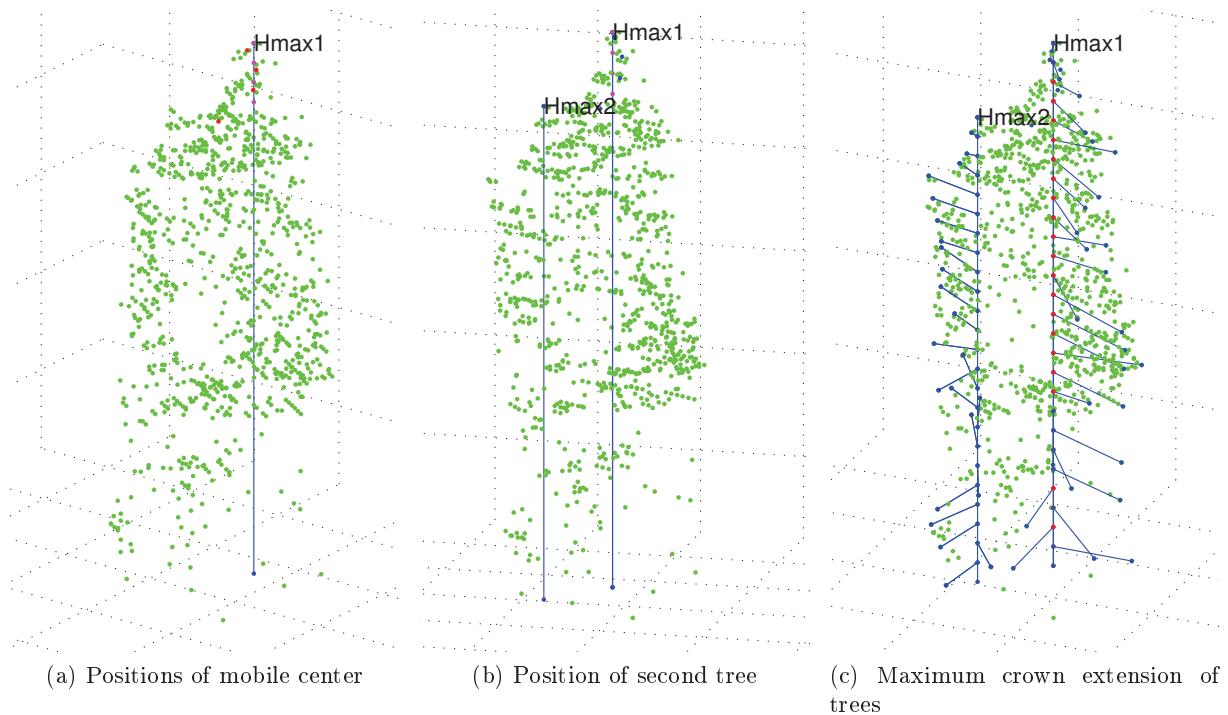 Hmax1
Hmax1
Hmax2
Hmax1
Hmax2
(a) Positions of mobile center
(b) Position of second tree
(c) Maximum crown extension of
trees